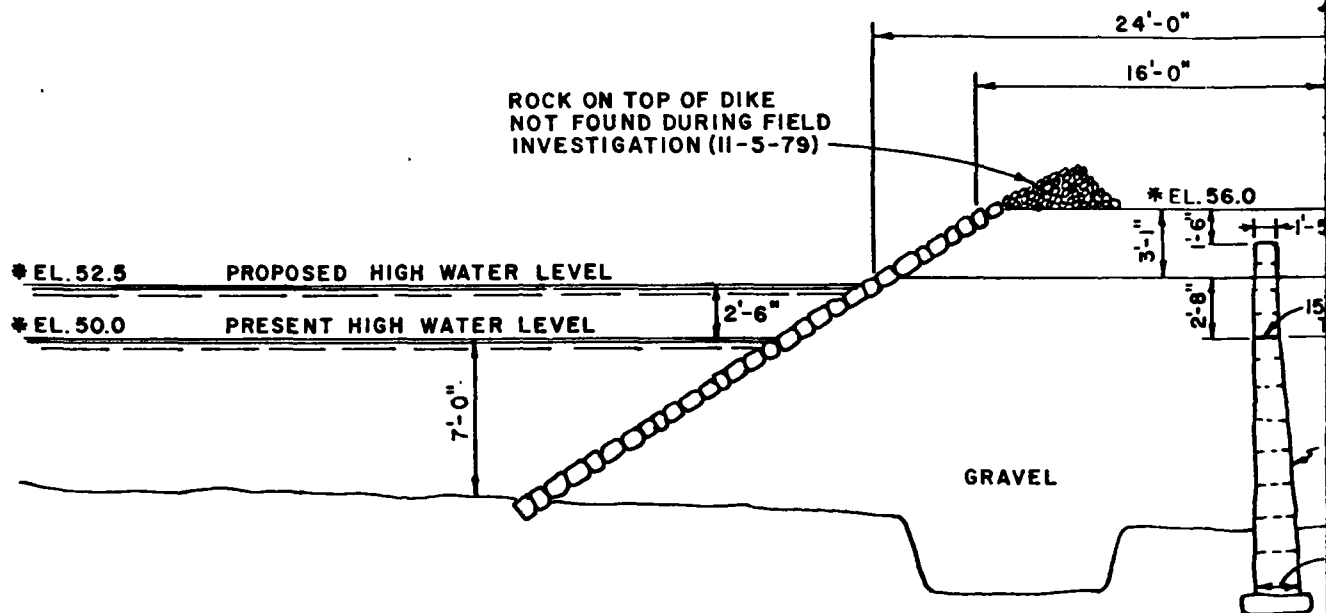 24'-0"
16'-0"
ROCK ON TOP OF DIKE
NOT FOUND DURING FIELD
INVESTIGATION (11-5-79)
* EL. 56.0
1'-6"
3'-1"
* EL. 52.5 PROPOSED HIGH WATER LEVEL
2'-6"
2'-8"
* EL. 50.0 PRESENT HIGH WATER LEVEL
15
7'-0"
GRAVEL